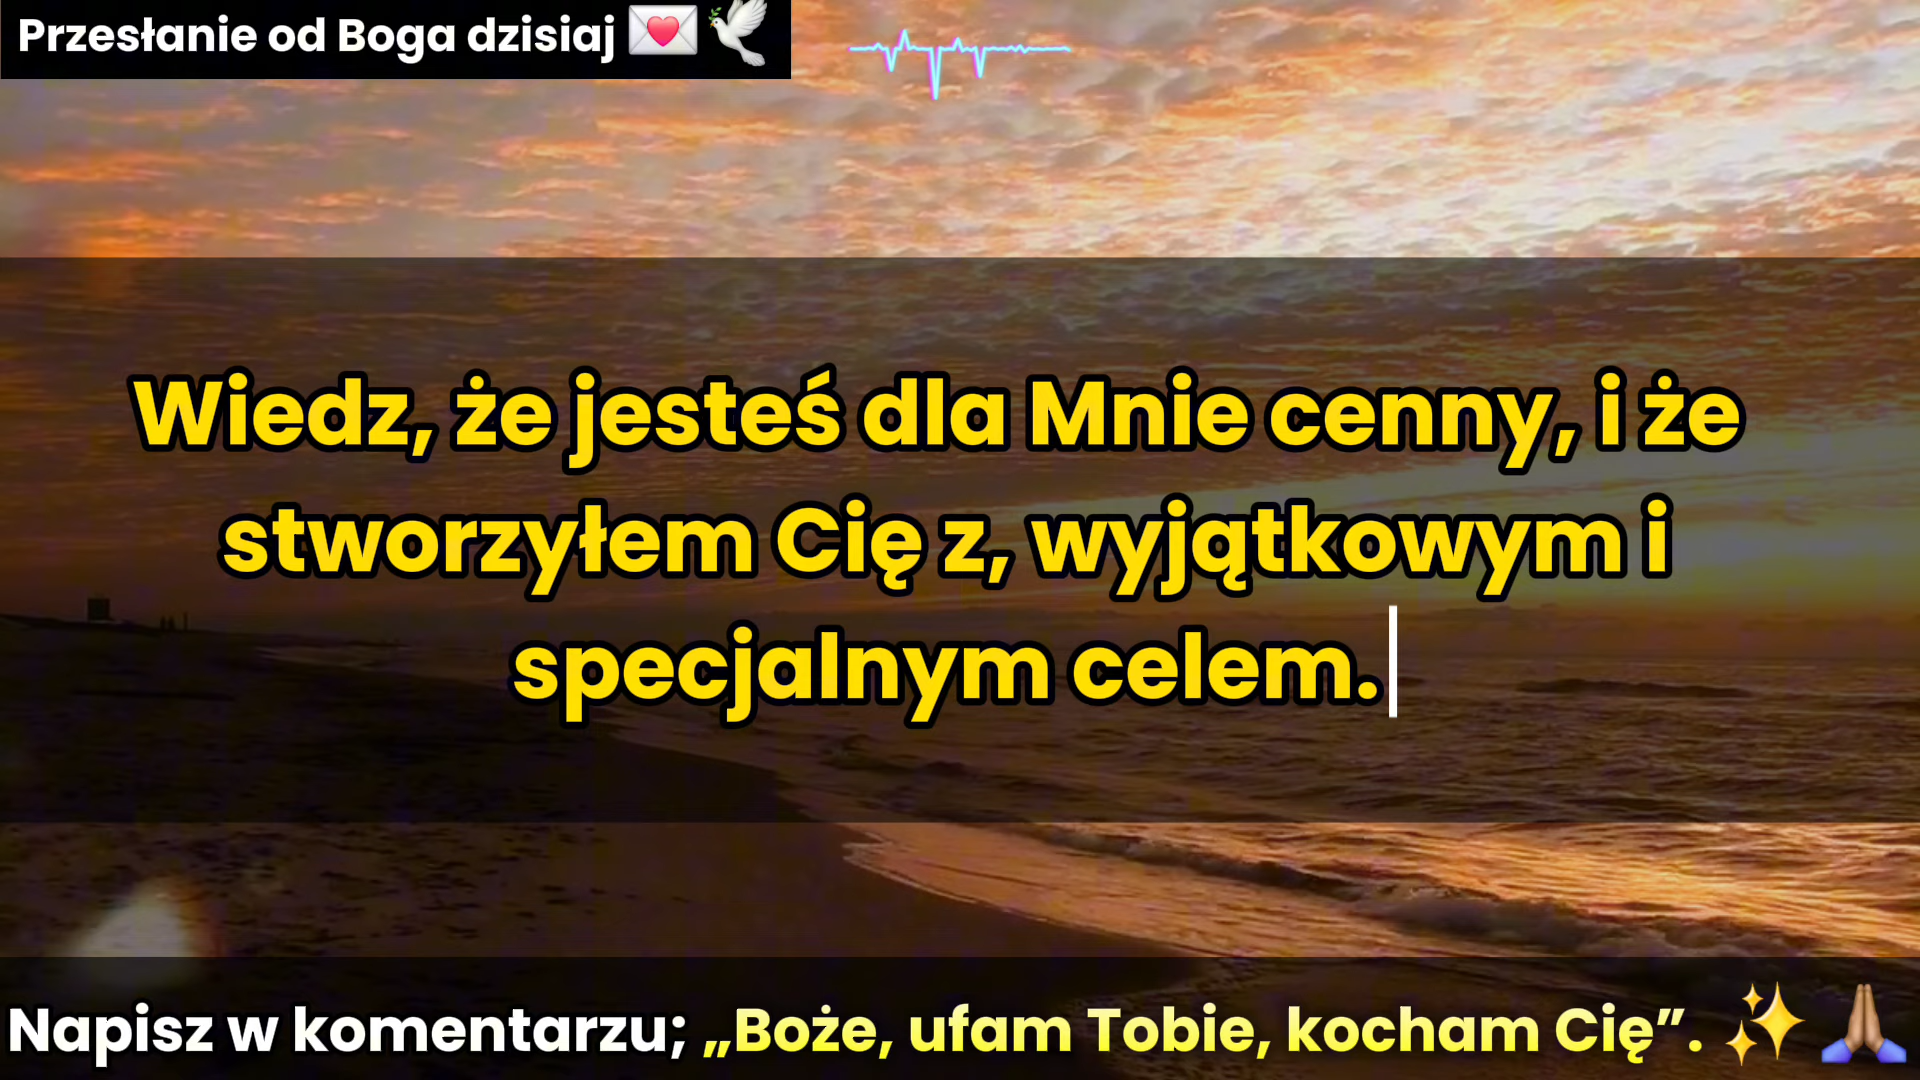 Przesłanie od Boga dzisiaj 💌🕊️
Wiedz, że jesteś dla Mnie cenny, i że
stworzyłem Cię z, wyjątkowym i
specjalnym celem.
Napisz w komentarzu; „Boże, ufam Tobie, kocham Cię”. ✨🙏🏽